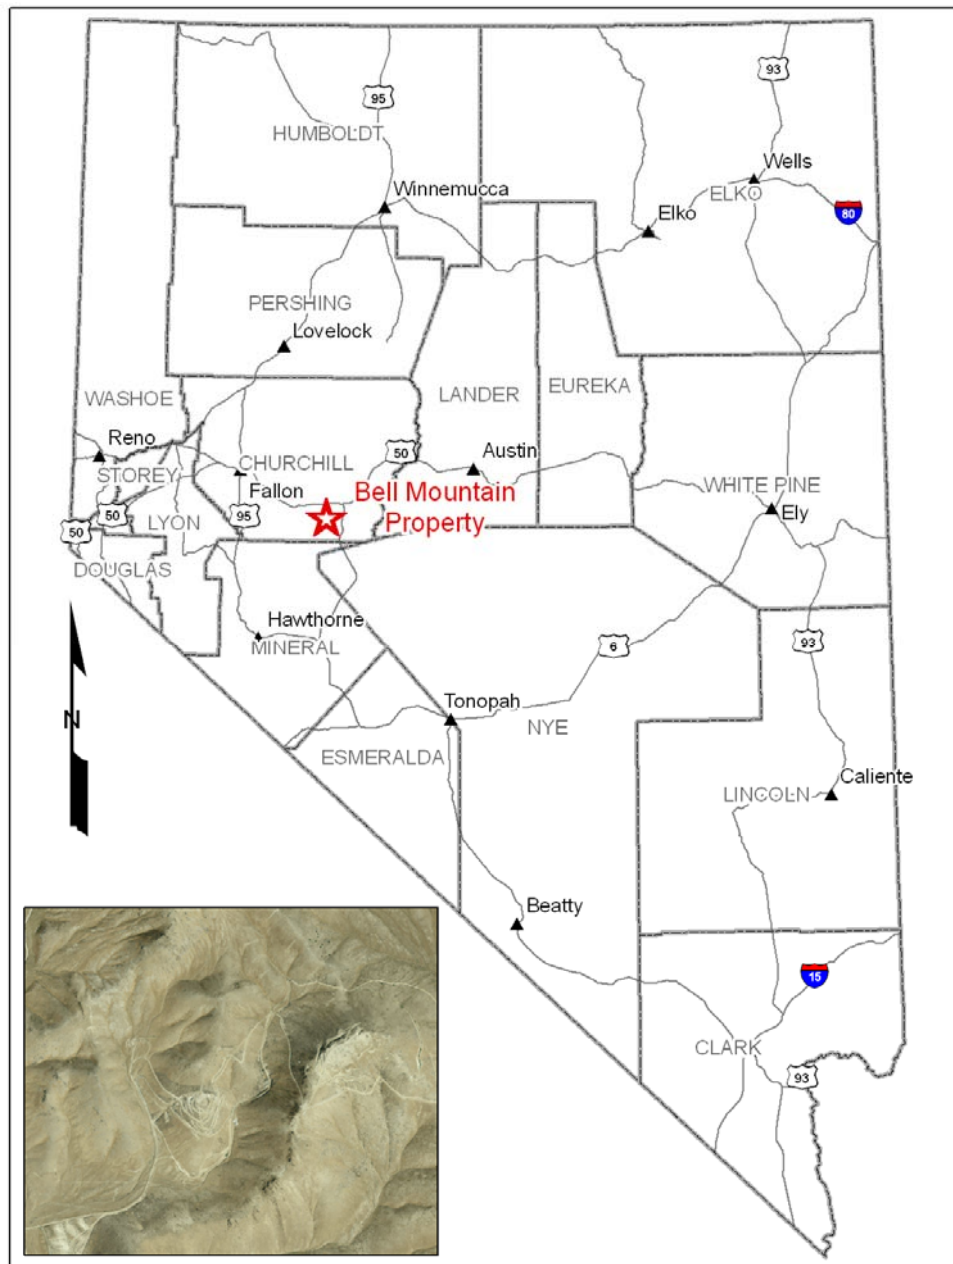 93
95
HUMBOLDT
Wells
ELKO
Winnemucca
Elko
80
PERSHING
Lovelock
WASHOE
LANDER
EUREKA
Reno
50
Austin
STOREY
CHURCHILL
Fallon
WHITE PINE
Ely
Bell Mountain
Property
50
50
LYON
95
DOUGLAS
Hawthorne
MINERAL
6
93
N
Tonopah
NYE
ESMERALDA
Caliente
LINCOLN
Beatty
15
CLARK
93